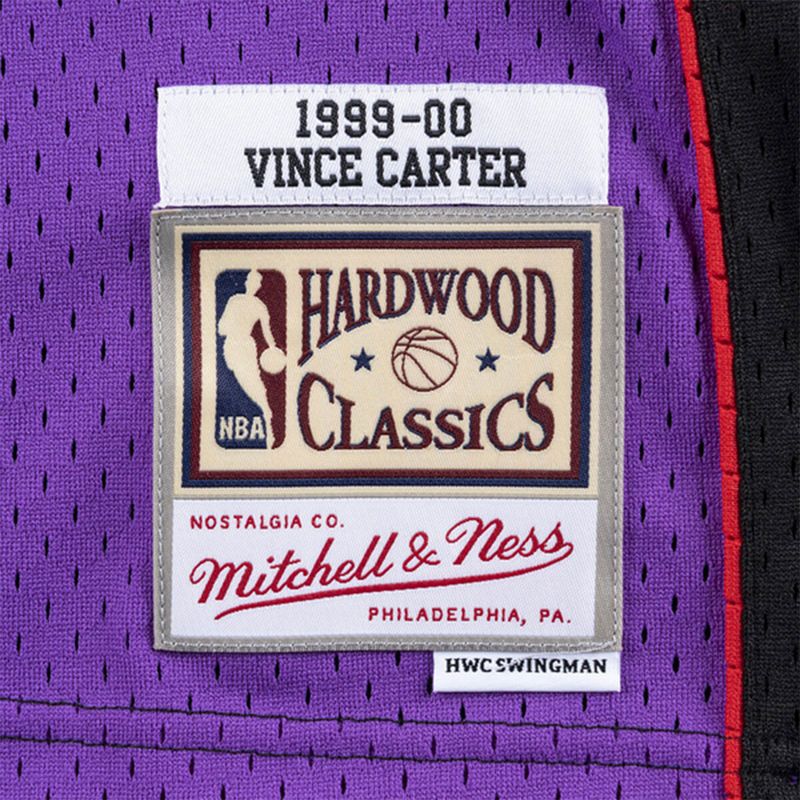 1999-00
VINCE CARTER
HARDWOOD
NBA
CLASSICS
NOSTALGIA CO.
Mitchell & Ness
PHILADELPHIA, PA.
HWC SWINGMAN